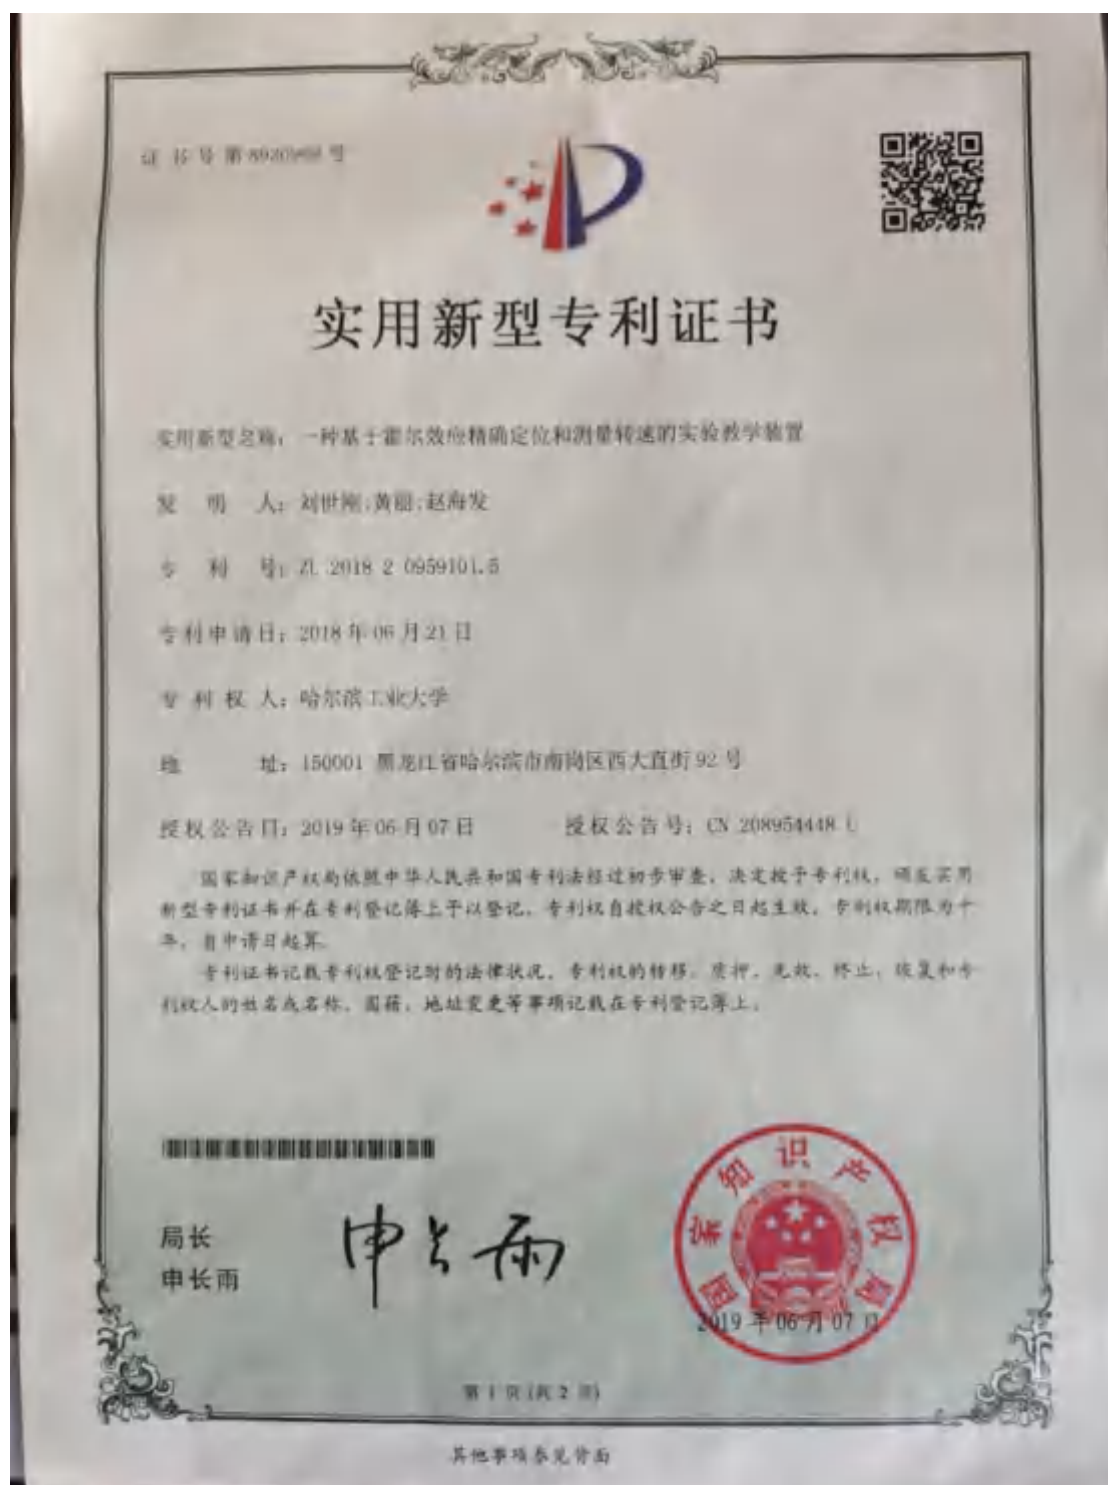 证书号第 号
实用新型专利证书
实用新型名称：一种基于霍尔效应精确定位和测量转速的实验教学装置
发明人：刘世刚;黄丽;赵海发
专利号：ZL 2018 2 0959101.5
专利申请日：2018年06月21日
专利权人：哈尔滨工业大学
地址：150001 黑龙江省哈尔滨市南岗区西大直街92号
授权公告日：2019年06月07日 授权公告号：CN 208954448 U
国家知识产权局依照中华人民共和国专利法经过初步审查，决定授予专利权，颁发实用
新型专利证书并在专利登记簿上予以登记。专利权自授权公告之日起生效。专利权期限为十
年，自申请日起算。
专利证书记载专利权登记时的法律状况。专利权的转移、质押、无效、终止、恢复和专
利权人的姓名或名称、国籍、地址变更等事项记载在专利登记簿上。
局长
申长雨
申长雨
国家知识产权局
2019年06月07日
第 1 页 (共 2 页)
其他事项参见背面